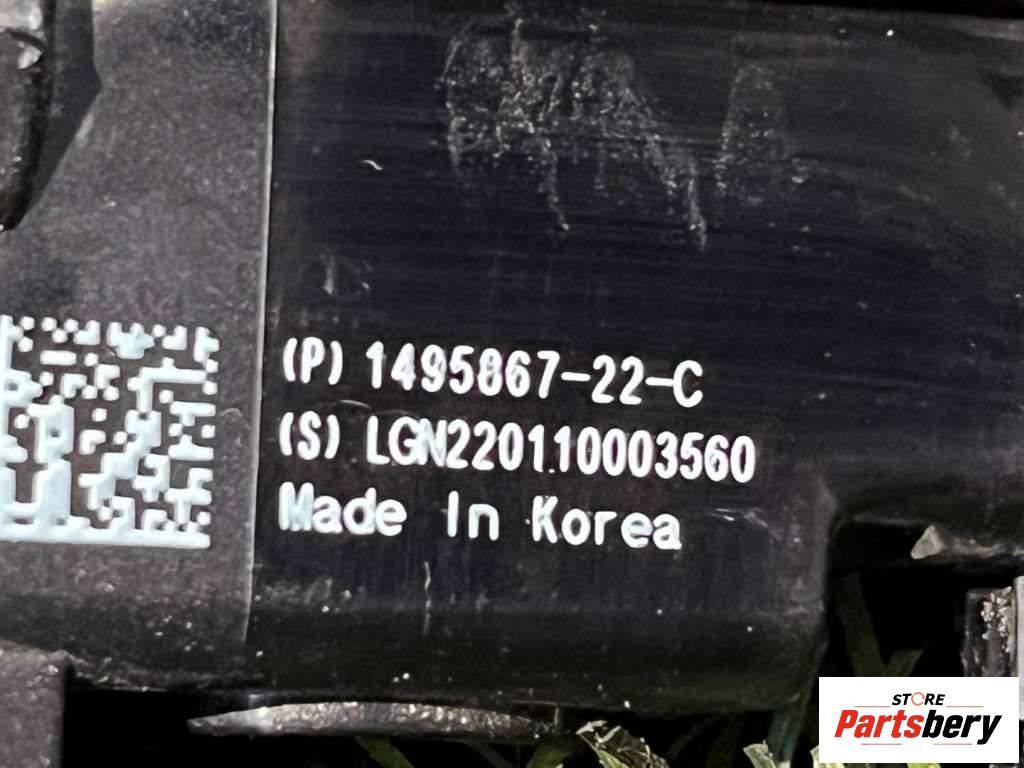 (P) 1495867-22-C
(S) LGN220110003560
Made In Korea
STORE
Partsbery